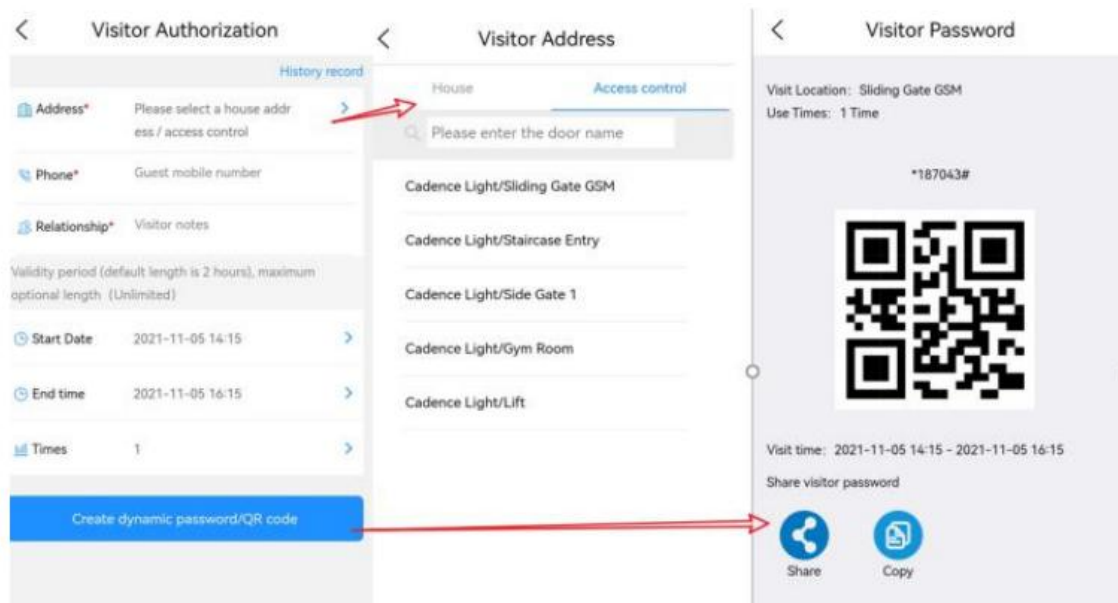 Visitor Authorization
History record
Address* Please select a house addr
ess / access control
Phone* Guest mobile number
Relationship* Visitor notes
Validity period (default length is 2 hours), maximum
optional length (Unlimited)
Start Date 2021-11-05 14:15
End time 2021-11-05 16:15
Times 1
Create dynamic password/QR code
Visitor Address
House Access control
Please enter the door name
Cadence Light/Sliding Gate GSM
Cadence Light/Staircase Entry
Cadence Light/Side Gate 1
Cadence Light/Gym Room
Cadence Light/Lift
Visitor Password
Visit Location: Sliding Gate GSM
Use Times: 1 Time
*187043#
Visit time: 2021-11-05 14:15 - 2021-11-05 16:15
Share visitor password
Share Copy